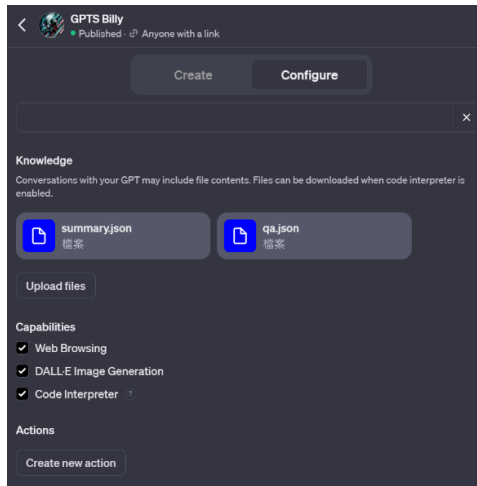 GPTS Billy
Published · Anyone with a link
Create
Configure
Knowledge
Conversations with your GPT may include file contents. Files can be downloaded when code interpreter is
enabled.
summary.json
檔案
qa.json
檔案
Upload files
Capabilities
Web Browsing
DALL·E Image Generation
Code Interpreter ?
Actions
Create new action